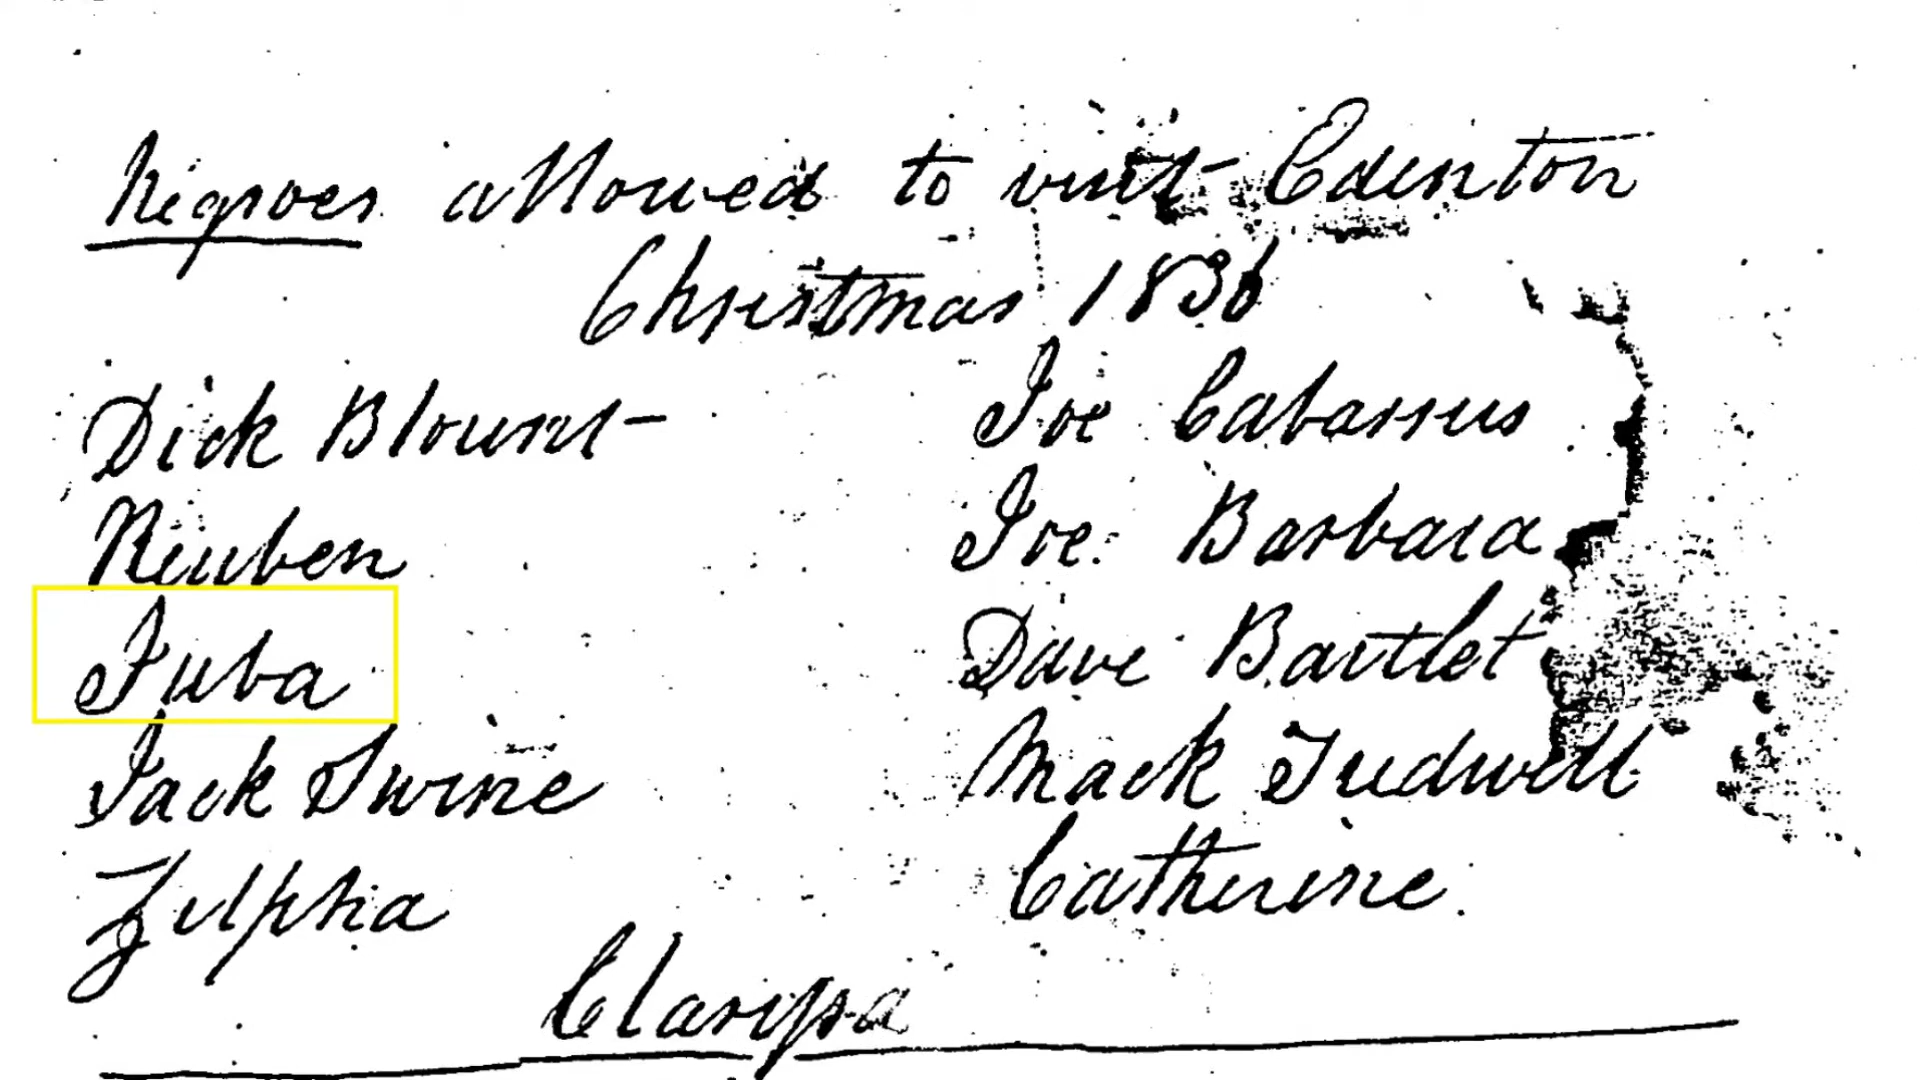 Negroes allowed to visit Edenton
Christmas 1836
Dick Blount
Reuben
Juba
Jack Swine
Zilpha
Joe Cabarrus
Joe Barbara
Dave Bartlet
Mack Tredwell
Catherine.
Clarissa